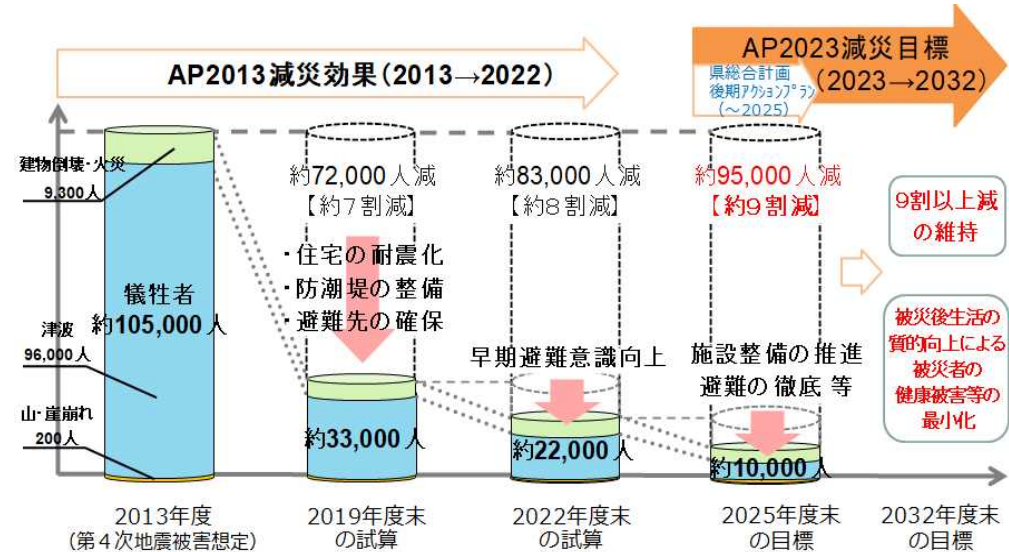 AP2013減災効果(2013→2022)
AP2023減災目標
(2023→2032)
県総合計画
後期ｱｸｼｮﾝﾌﾟﾗﾝ
(～2025)
建物倒壊・火災
9,300人
犠牲者
約105,000人
津波
96,000人
山・崖崩れ
200人
約72,000人減
【約7割減】
・住宅の耐震化
・防潮堤の整備
・避難先の確保
約33,000人
約83,000人減
【約8割減】
早期避難意識向上
約22,000人
約95,000人減
【約9割減】
施設整備の推進
避難の徹底 等
約10,000人
9割以上減
の維持
被災後生活の
質的向上による
被災者の
健康被害等の
最小化
2013年度
(第4次地震被害想定)
2019年度末
の試算
2022年度末
の試算
2025年度末
の目標
2032年度末
の目標